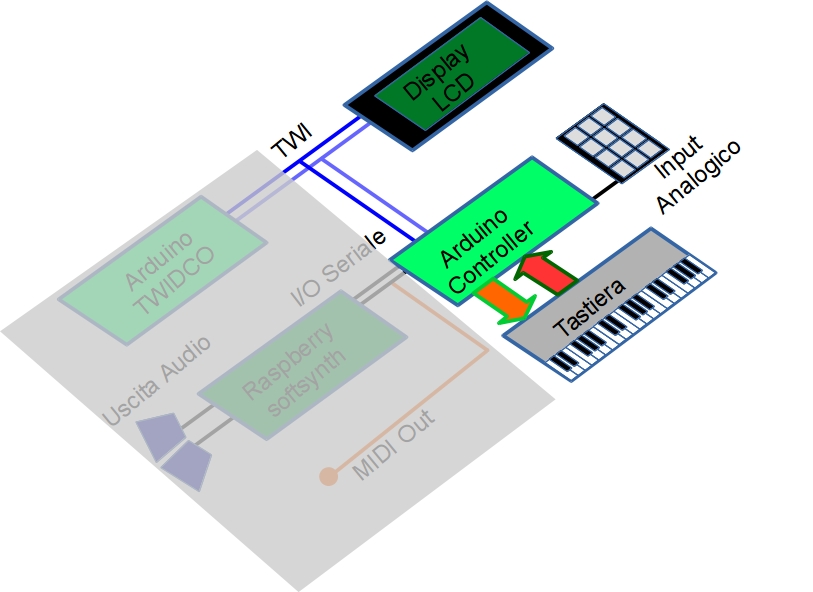 Display
LCD
TWI
Input
Analogico
Arduino
Controller
I/O Seriale
Arduino
TWIDCO
Tastiera
Raspberry
softsynth
Uscita Audio
MIDI Out